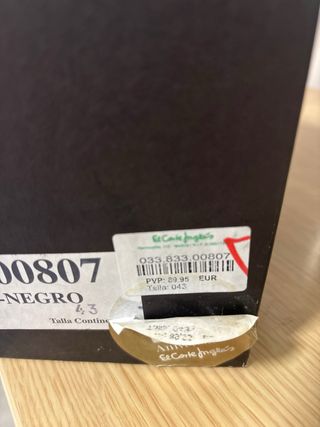 El Corte Inglés
033.833.00807
PVP: 89.95 EUR
Talla: 043
.00807
-NEGRO
43
Talla Contine
El Corte Inglés